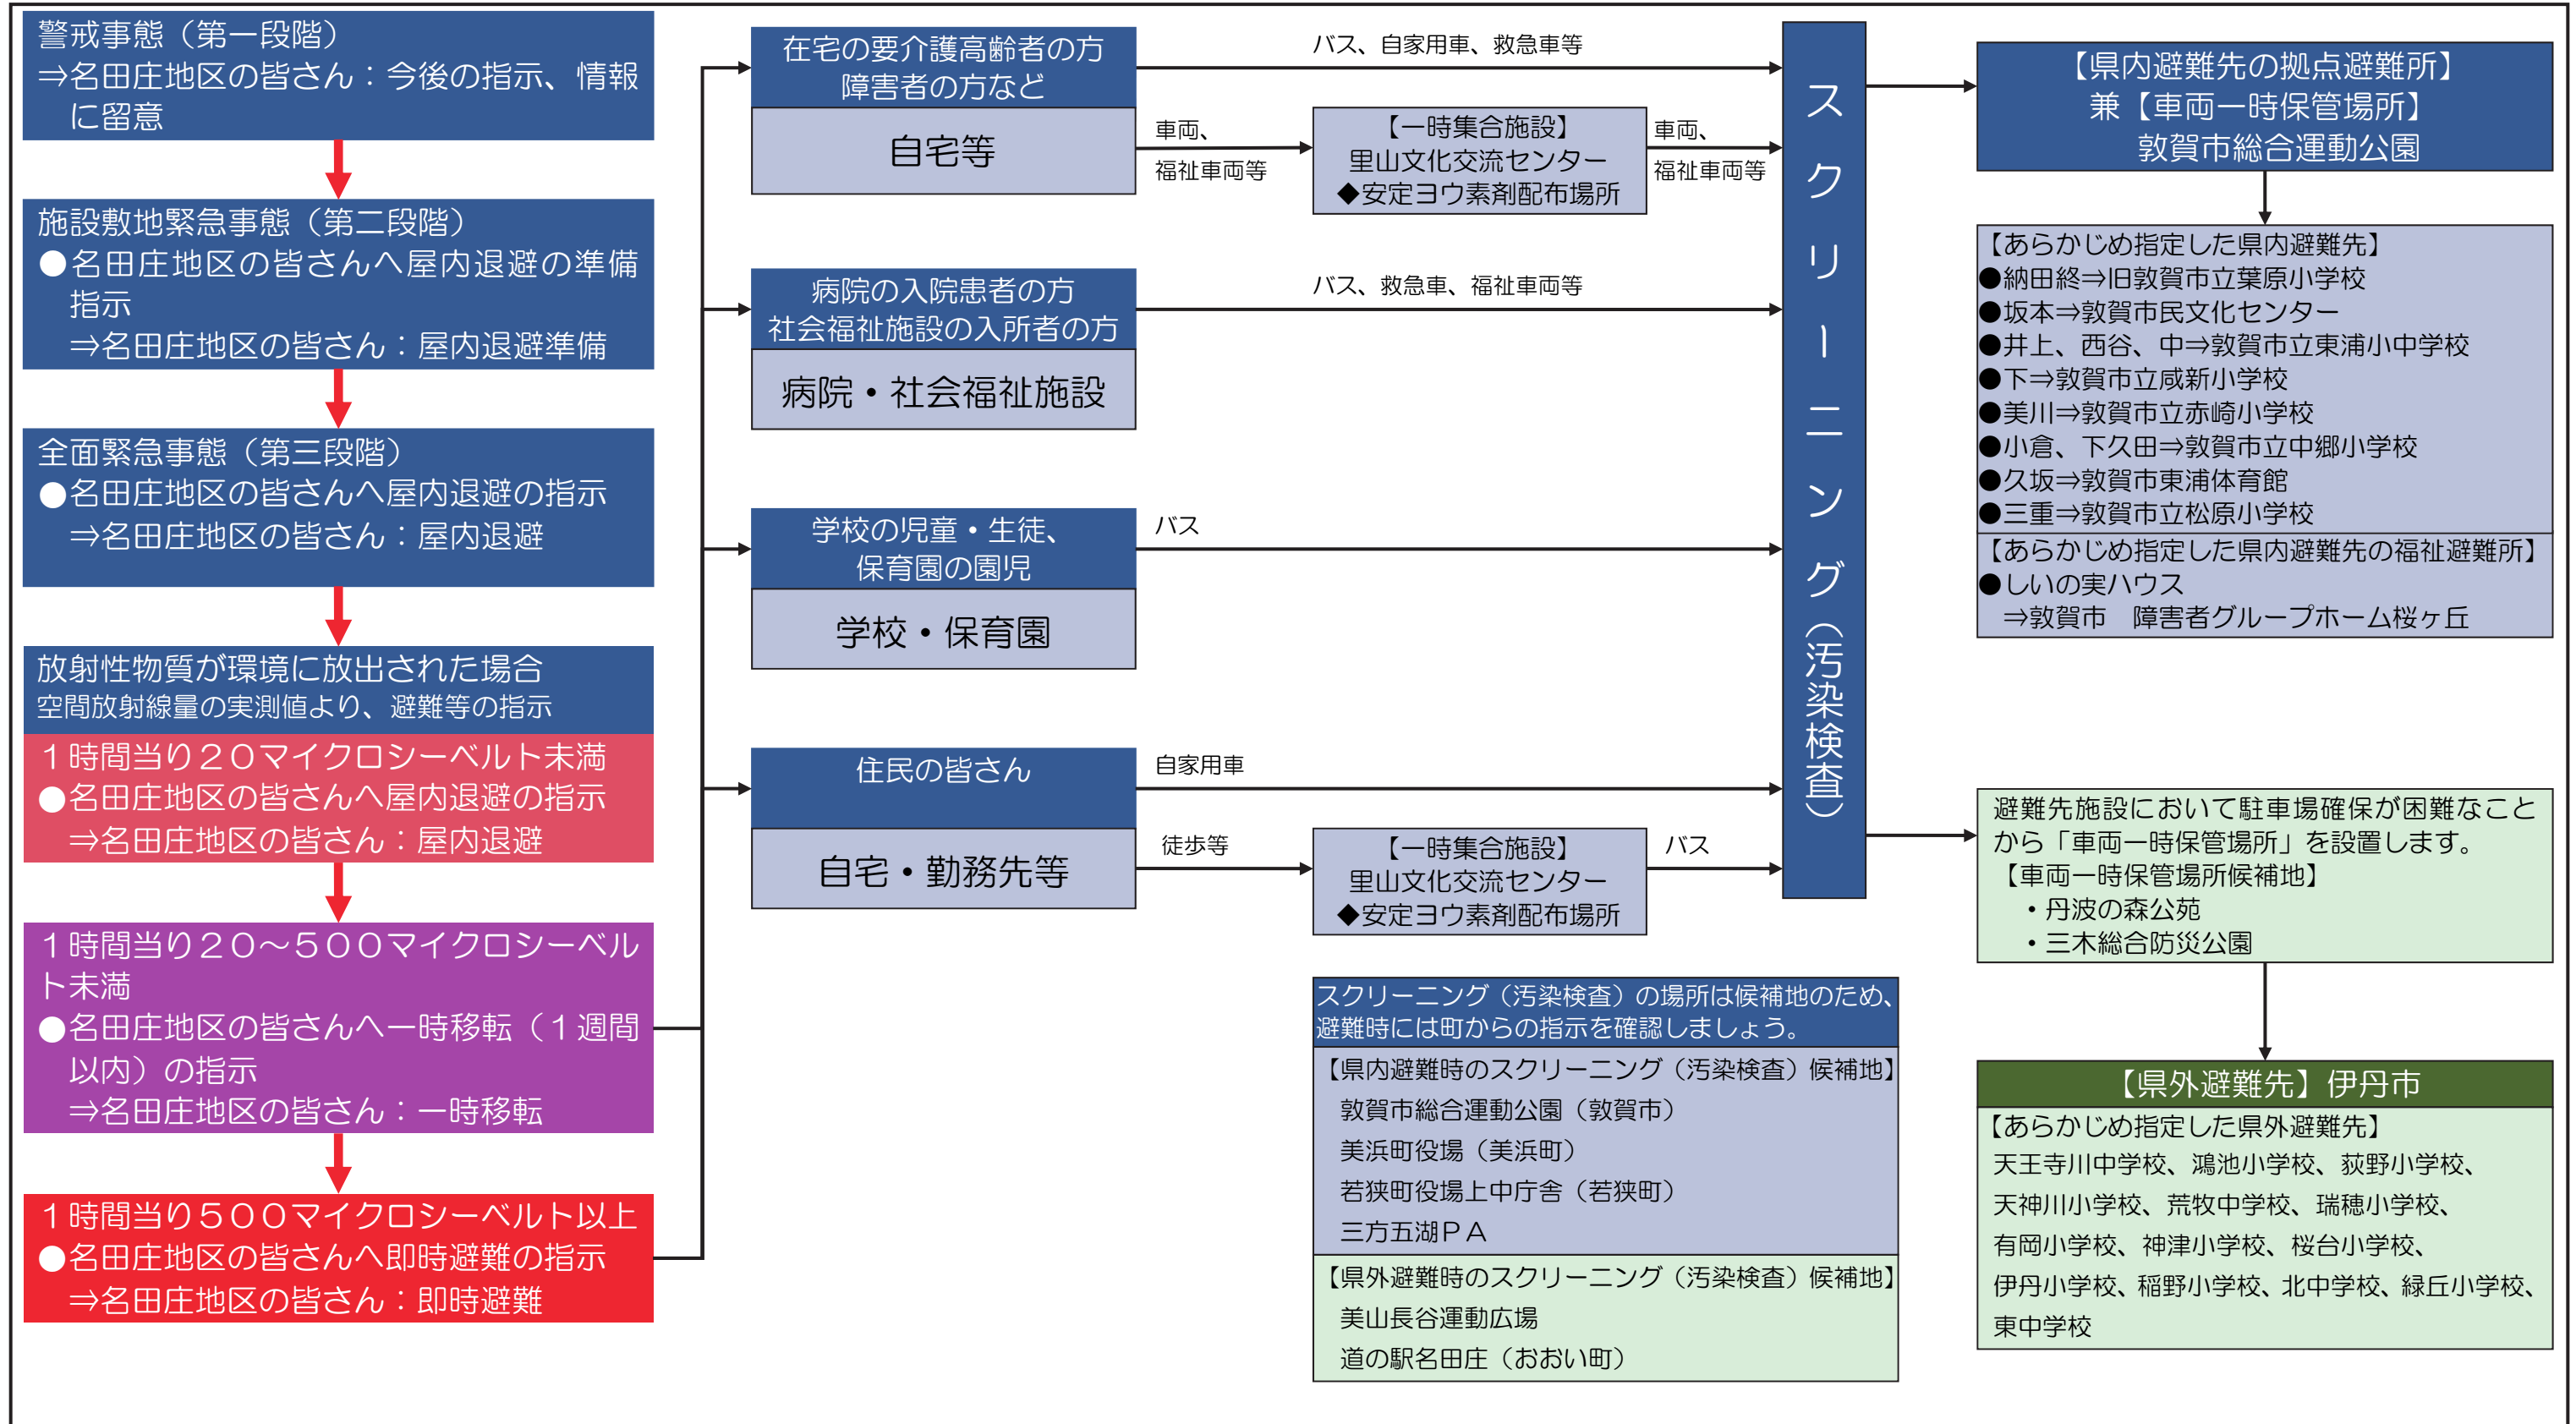 警戒事態（第一段階）
⇒名田庄地区の皆さん：今後の指示、情報
に留意
施設敷地緊急事態（第二段階）
●名田庄地区の皆さんへ屋内退避の準備
指示
⇒名田庄地区の皆さん：屋内退避準備
全面緊急事態（第三段階）
●名田庄地区の皆さんへ屋内退避の指示
⇒名田庄地区の皆さん：屋内退避
放射性物質が環境に放出された場合
空間放射線量の実測値より、避難等の指示
１時間当り２０マイクロシーベルト未満
●名田庄地区の皆さんへ屋内退避の指示
⇒名田庄地区の皆さん：屋内退避
１時間当り２０～５００マイクロシーベル
ト未満
●名田庄地区の皆さんへ一時移転（１週間
以内）の指示
⇒名田庄地区の皆さん：一時移転
１時間当り５００マイクロシーベルト以上
●名田庄地区の皆さんへ即時避難の指示
⇒名田庄地区の皆さん：即時避難
在宅の要介護高齢者の方
障害者の方など
自宅等
バス、自家用車、救急車等
車両、
福祉車両等
【一時集合施設】
里山文化交流センター
◆安定ヨウ素剤配布場所
車両、
福祉車両等
病院の入院患者の方
社会福祉施設の入所者の方
病院・社会福祉施設
バス、救急車、福祉車両等
学校の児童・生徒、
保育園の園児
学校・保育園
バス
住民の皆さん
自宅・勤務先等
自家用車
徒歩等
【一時集合施設】
里山文化交流センター
◆安定ヨウ素剤配布場所
バス
スクリーニング（汚染検査）
スクリーニング（汚染検査）の場所は候補地のため、
避難時には町からの指示を確認しましょう。
【県内避難時のスクリーニング（汚染検査）候補地】
敦賀市総合運動公園（敦賀市）
美浜町役場（美浜町）
若狭町役場上中庁舎（若狭町）
三方五湖ＰＡ
【県外避難時のスクリーニング（汚染検査）候補地】
美山長谷運動広場
道の駅名田庄（おおい町）
【県内避難先の拠点避難所】
兼【車両一時保管場所】
敦賀市総合運動公園
【あらかじめ指定した県内避難先】
●納田終⇒旧敦賀市立葉原小学校
●坂本⇒敦賀市民文化センター
●井上、西谷、中⇒敦賀市立東浦小中学校
●下⇒敦賀市立咸新小学校
●美川⇒敦賀市立赤崎小学校
●小倉、下久田⇒敦賀市立中郷小学校
●久坂⇒敦賀市東浦体育館
●三重⇒敦賀市立松原小学校
【あらかじめ指定した県内避難先の福祉避難所】
●しいの実ハウス
⇒敦賀市　障害者グループホーム桜ヶ丘
避難先施設において駐車場確保が困難なこと
から「車両一時保管場所」を設置します。
【車両一時保管場所候補地】
・丹波の森公苑
・三木総合防災公園
【県外避難先】伊丹市
【あらかじめ指定した県外避難先】
天王寺川中学校、鴻池小学校、荻野小学校、
天神川小学校、荒牧中学校、瑞穂小学校、
有岡小学校、神津小学校、桜台小学校、
伊丹小学校、稲野小学校、北中学校、緑丘小学校、
東中学校